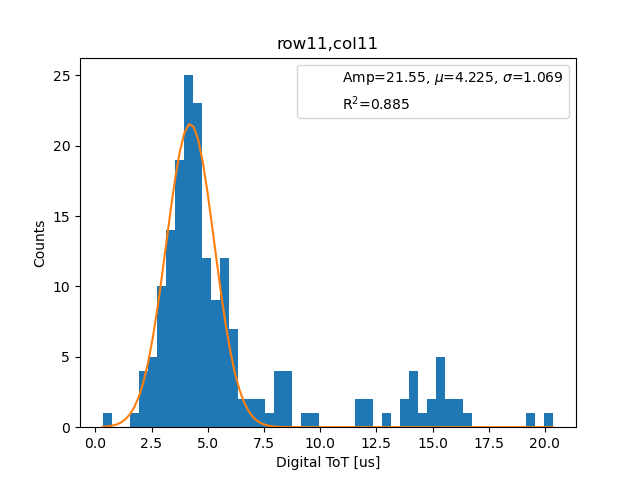 row11,col11
Amp=21.55, μ=4.225, σ=1.069
R²=0.885
25
20
15
10
5
0
Counts
0.0 2.5 5.0 7.5 10.0 12.5 15.0 17.5 20.0
Digital ToT [us]